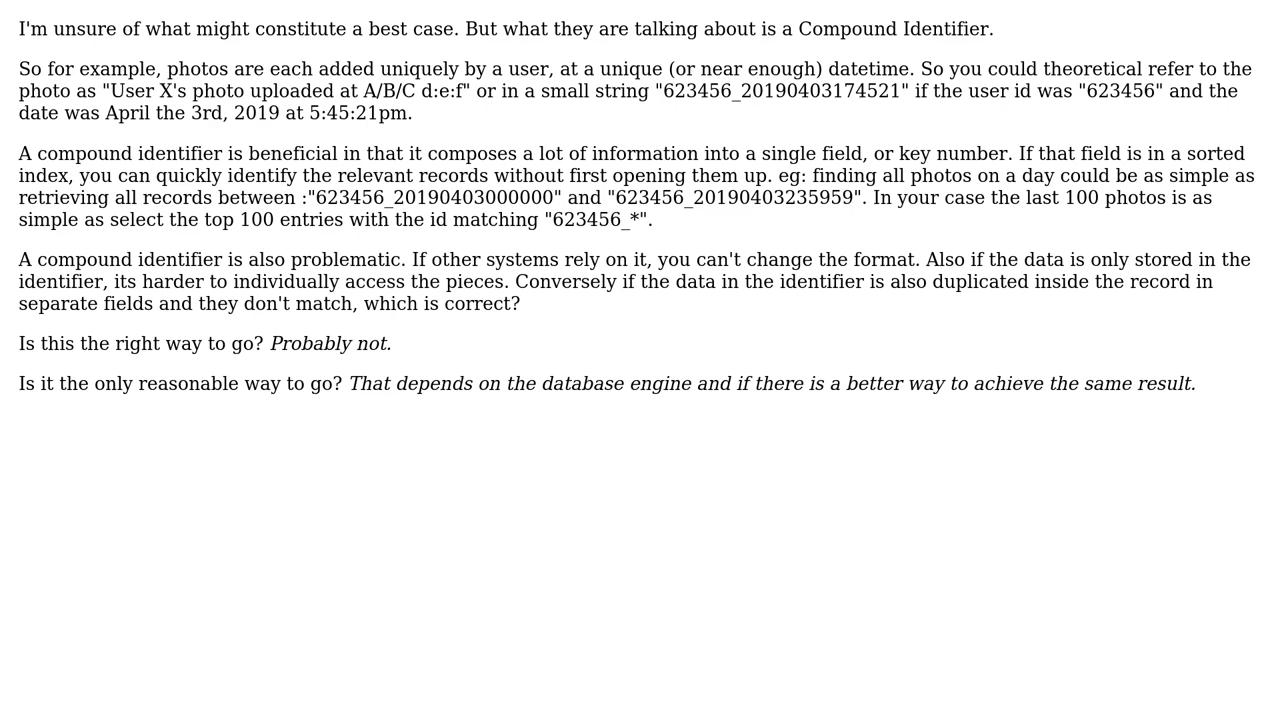 I'm unsure of what might constitute a best case. But what they are talking about is a Compound Identifier.
So for example, photos are each added uniquely by a user, at a unique (or near enough) datetime. So you could theoretical refer to the
photo as "User X's photo uploaded at A/B/C d:e:f" or in a small string "623456_20190403174521" if the user id was "623456" and the
date was April the 3rd, 2019 at 5:45:21pm.
A compound identifier is beneficial in that it composes a lot of information into a single field, or key number. If that field is in a sorted
index, you can quickly identify the relevant records without first opening them up. eg: finding all photos on a day could be as simple as
retrieving all records between :"623456_20190403000000" and "623456_20190403235959". In your case the last 100 photos is as
simple as select the top 100 entries with the id matching "623456_*".
A compound identifier is also problematic. If other systems rely on it, you can't change the format. Also if the data is only stored in the
identifier, its harder to individually access the pieces. Conversely if the data in the identifier is also duplicated inside the record in
separate fields and they don't match, which is correct?
Is this the right way to go? Probably not.
Is it the only reasonable way to go? That depends on the database engine and if there is a better way to achieve the same result.